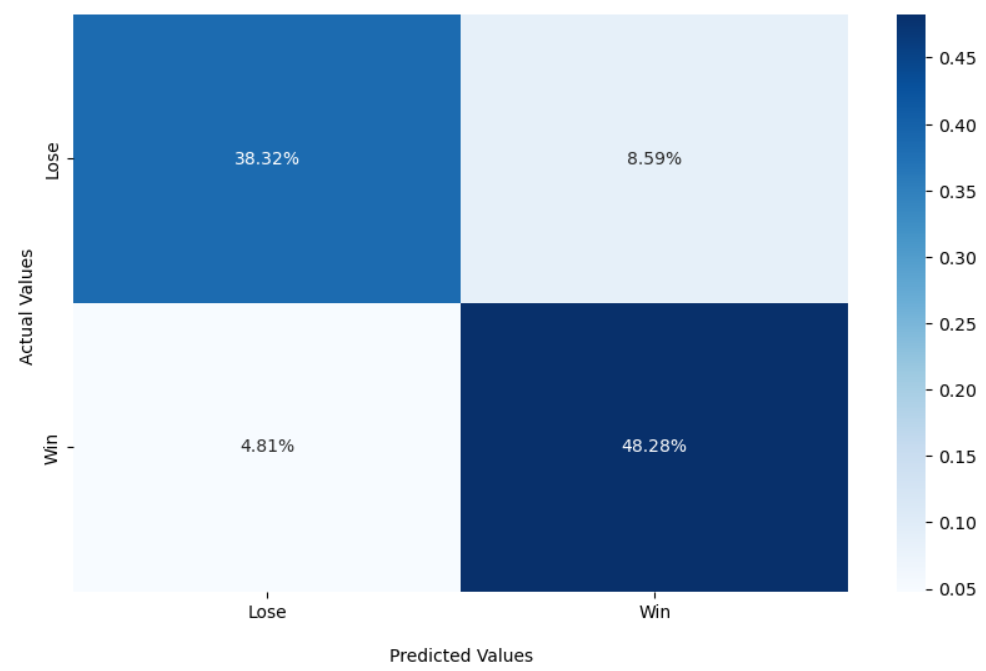 Actual Values
Lose
Win
38.32%
8.59%
4.81%
48.28%
Lose
Win
Predicted Values
0.45
0.40
0.35
0.30
0.25
0.20
0.15
0.10
0.05